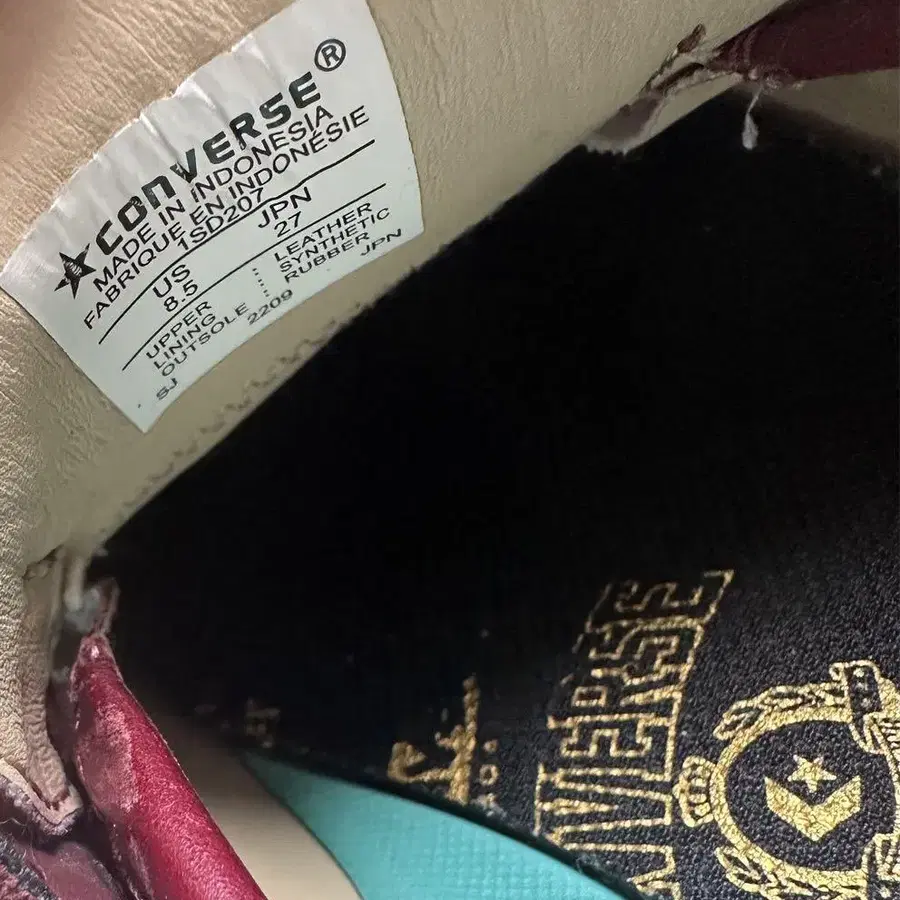 CONVERSE®
MADE IN INDONESIA
FABRIQUE EN INDONÉSIE
1SD207
US JPN
8.5 27
UPPER : LEATHER
LINING : SYNTHETIC
OUTSOLE : RUBBER
SJ 2209 JPN
VERSE